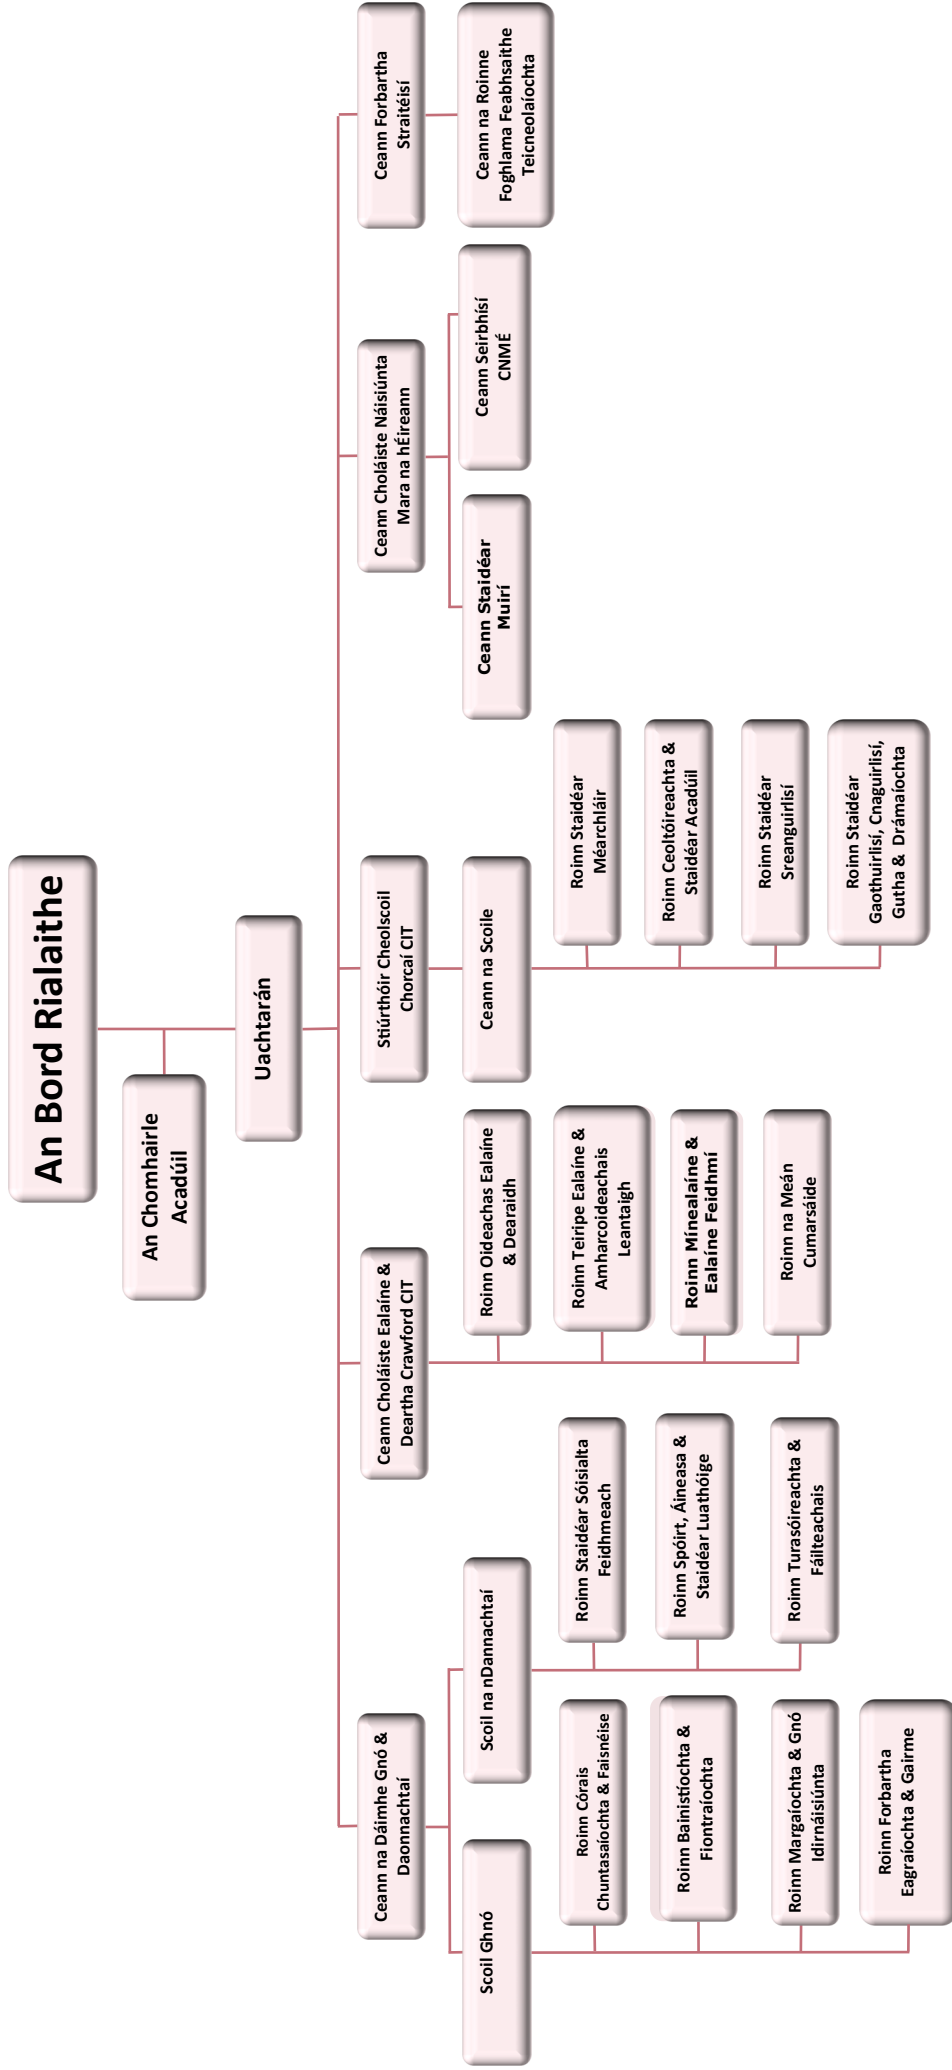 An Bord Rialaithe
An Chomhairle
Acadúil
Uachtarán
Ceann na Dáimhe Gnó &
Daonnachtaí
Scoil Ghnó
Roinn Córais
Chuntasaíochta & Faisnéise
Roinn Bainistíochta &
Fiontraíochta
Roinn Margaíochta & Gnó
Idirnáisiúnta
Roinn Forbartha
Eagraíochta & Gairme
Scoil na nDannachtaí
Roinn Staidéar Sóisialta
Feidhmeach
Roinn Spóirt, Áineasa &
Staidéar Luathóige
Roinn Turasóireachta &
Fáilteachais
Ceann Choláiste Ealaíne &
Deartha Crawford CIT
Roinn Oideachas Ealaíne
& Dearaidh
Roinn Teiripe Ealaíne &
Amharcoideachais
Leantaigh
Roinn Mínealaíne &
Ealaíne Feidhmí
Roinn na Meán
Cumarsáide
Stiúrthóir Cheolscoil
Chorcaí CIT
Ceann na Scoile
Roinn Staidéar
Méarchláir
Roinn Ceoltóireachta &
Staidéar Acadúil
Roinn Staidéar
Sreanguirlisí
Roinn Staidéar
Gaothuirlisí, Cnaguirlisí,
Gutha & Drámaíochta
Ceann Choláiste Náisiúnta
Mara na hÉireann
Ceann Staidéar
Muirí
Ceann Seirbhísí
CNMÉ
Ceann Forbartha
Straitéisí
Ceann na Roinne
Foghlama Feabhsaithe
Teicneolaíochta